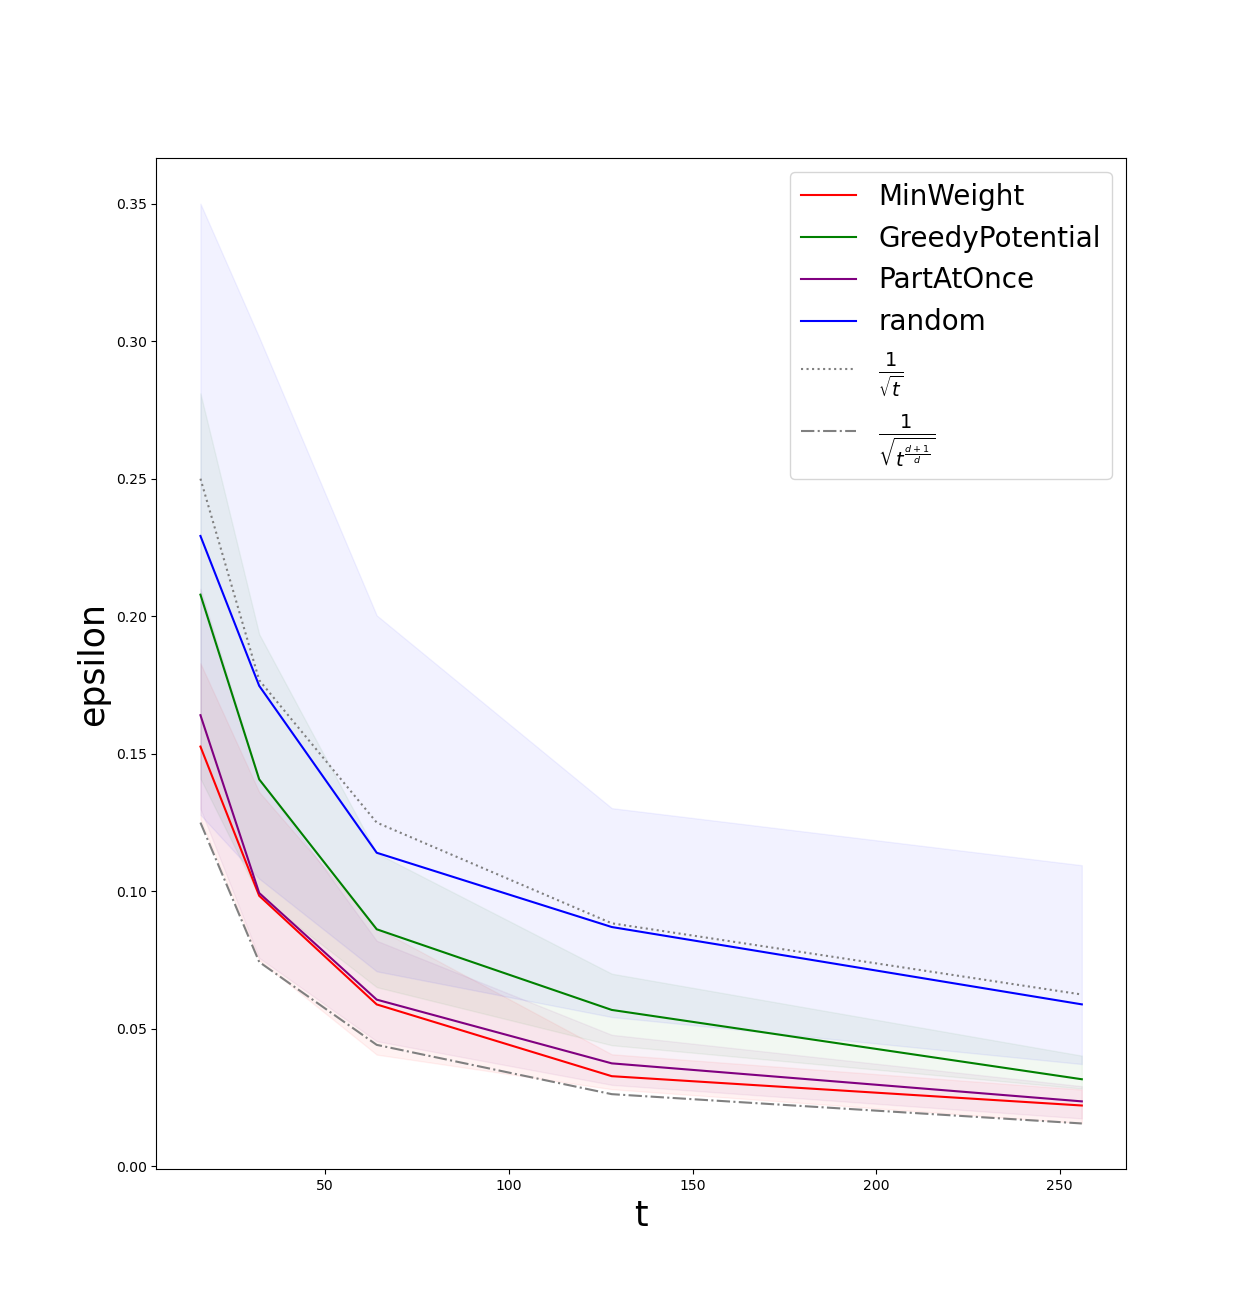 MinWeight
GreedyPotential
PartAtOnce
random
1/√t
1/√(t^((d+1)/d))
0.35
0.30
0.25
0.20
0.15
0.10
0.05
0.00
epsilon
50 100 150 200 250
t